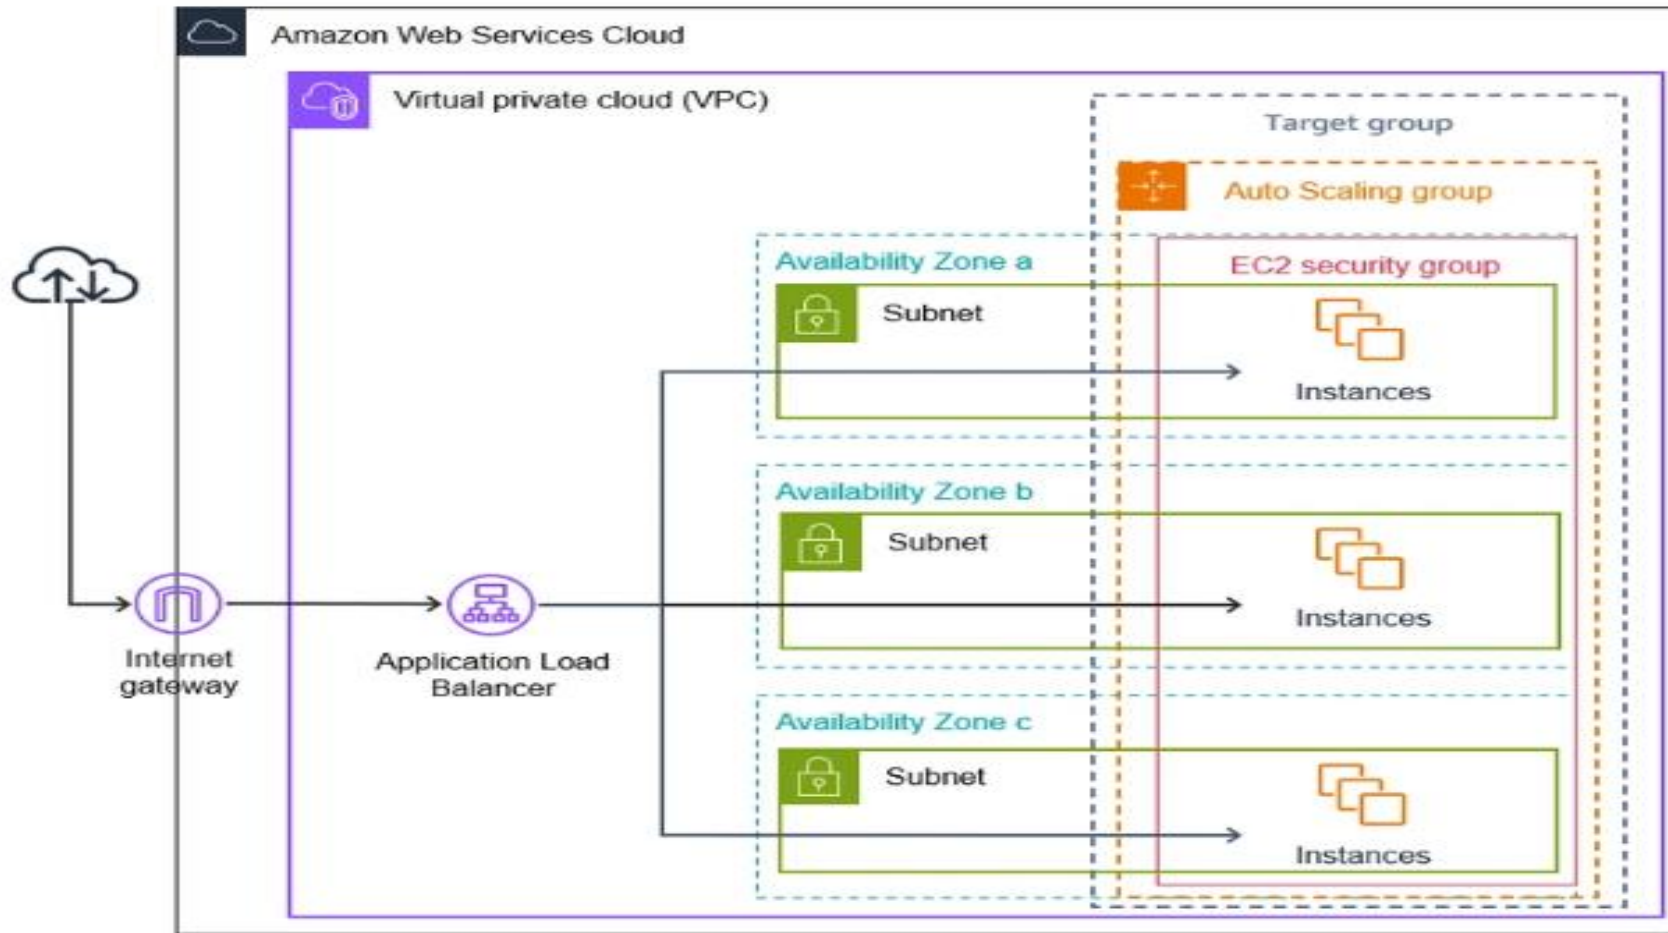 Amazon Web Services Cloud
Virtual private cloud (VPC)
Target group
Auto Scaling group
Availability Zone a
EC2 security group
Subnet
Instances
Availability Zone b
Subnet
Instances
Internet
gateway
Application Load
Balancer
Availability Zone c
Subnet
Instances